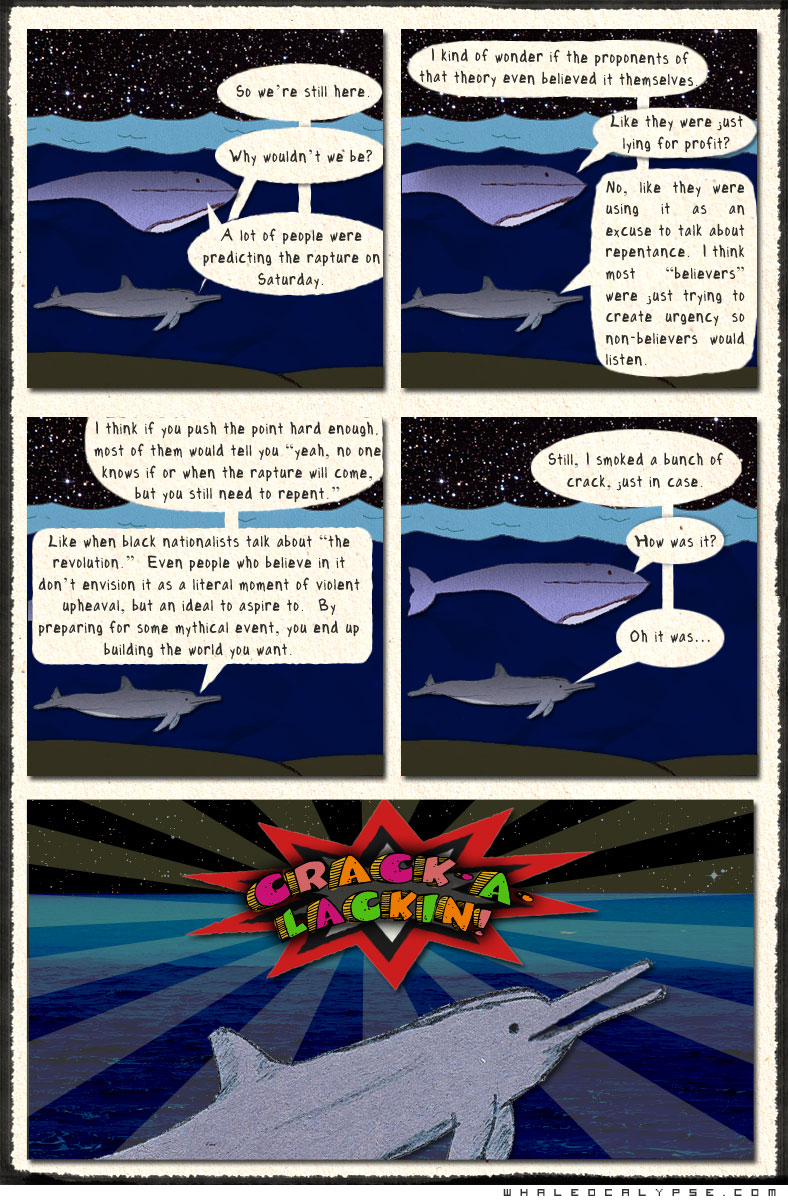 So we're still here.
Why wouldn't we be?
A lot of people were
predicting the rapture on
Saturday.
I kind of wonder if the proponents of
that theory even believed it themselves.
Like they were just
lying for profit?
No, like they were
using it as an
excuse to talk about
repentance. I think
most "believers"
were just trying to
create urgency so
non-believers would
listen.
I think if you push the point hard enough,
most of them would tell you "yeah, no one
knows if or when the rapture will come,
but you still need to repent."
Like when black nationalists talk about "the
revolution." Even people who believe in it
don't envision it as a literal moment of violent
upheaval, but an ideal to aspire to. By
preparing for some mythical event, you end up
building the world you want.
Still, I smoked a bunch of
crack, just in case.
How was it?
Oh it was...
CRACK-A-
LACKIN!
WHALEOCALYPSE.COM